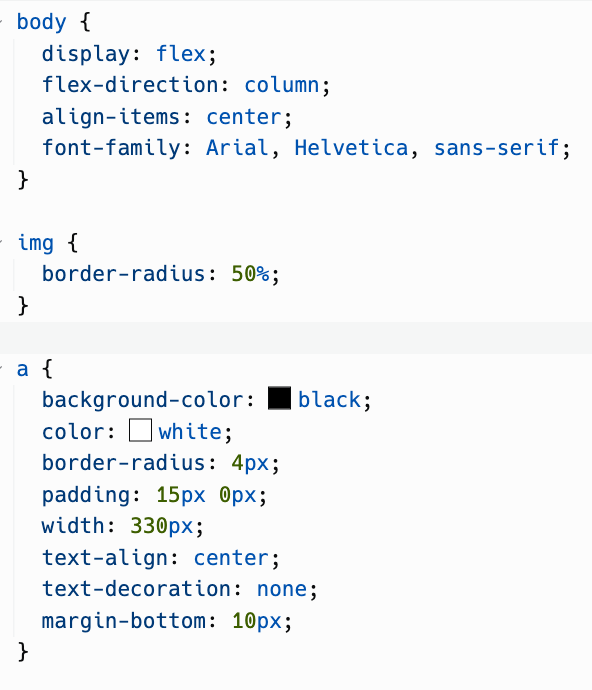 body {
  display: flex;
  flex-direction: column;
  align-items: center;
  font-family: Arial, Helvetica, sans-serif;
}

img {
  border-radius: 50%;
}

a {
  background-color: black;
  color: white;
  border-radius: 4px;
  padding: 15px 0px;
  width: 330px;
  text-align: center;
  text-decoration: none;
  margin-bottom: 10px;
}